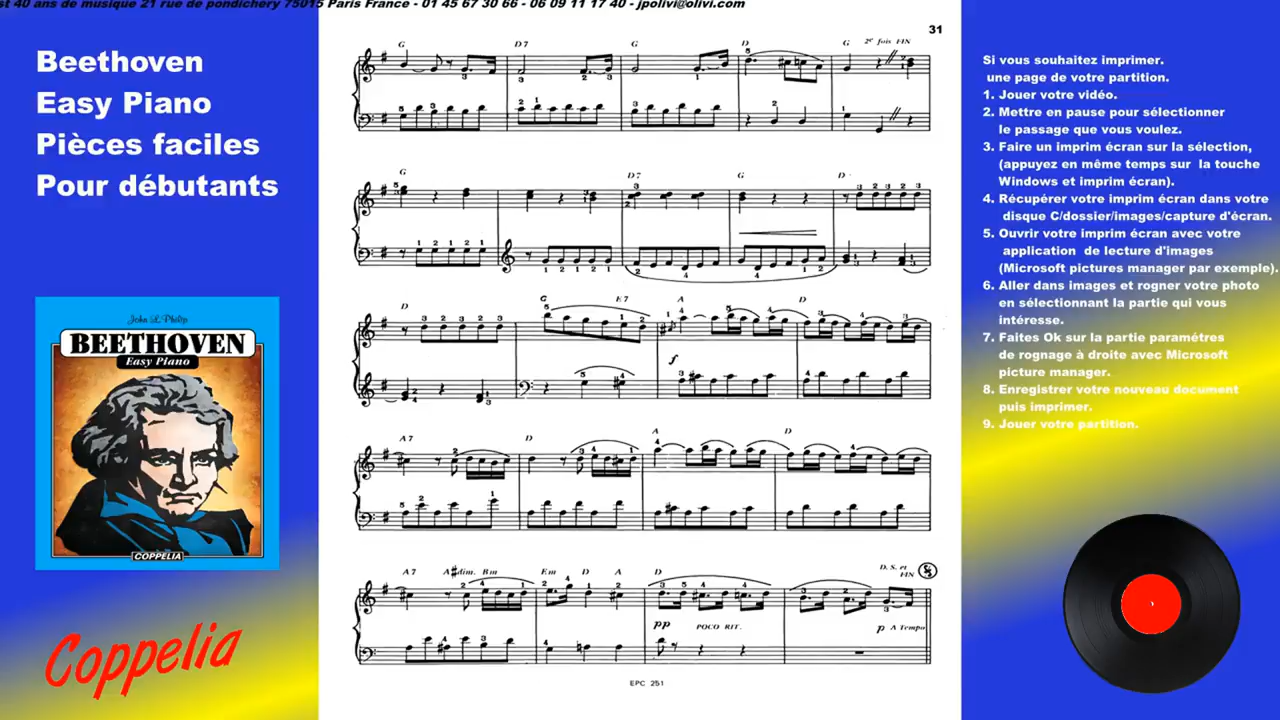 st 40 ans de musique 21 rue de pondichery 75015 Paris France - 01 45 67 30 66 - 06 09 11 17 40 - jpolivi@olivi.com
Beethoven
Easy Piano
Pièces faciles
Pour débutants
John L. Philip
BEETHOVEN
Easy Piano
COPPELIA
Coppelia
31
G D7 G D G 2e fois FIN
G D7 G D
D G E7 A D
f
A7 D A D
A7 A#dim. Bm Em D A D D. S. et
FIN
pp POCO RIT. p A Tempo
EPC 251
Si vous souhaitez imprimer.
une page de votre partition.
1. Jouer votre vidéo.
2. Mettre en pause pour sélectionner
le passage que vous voulez.
3. Faire un imprim écran sur la sélection,
(appuyez en même temps sur la touche
Windows et imprim écran).
4. Récupérer votre imprim écran dans votre
disque C/dossier/images/capture d'écran.
5. Ouvrir votre imprim écran avec votre
application de lecture d'images
(Microsoft pictures manager par exemple).
6. Aller dans images et rogner votre photo
en sélectionnant la partie qui vous
intéresse.
7. Faites Ok sur la partie paramétres
de rognage à droite avec Microsoft
picture manager.
8. Enregistrer votre nouveau document
puis imprimer.
9. Jouer votre partition.